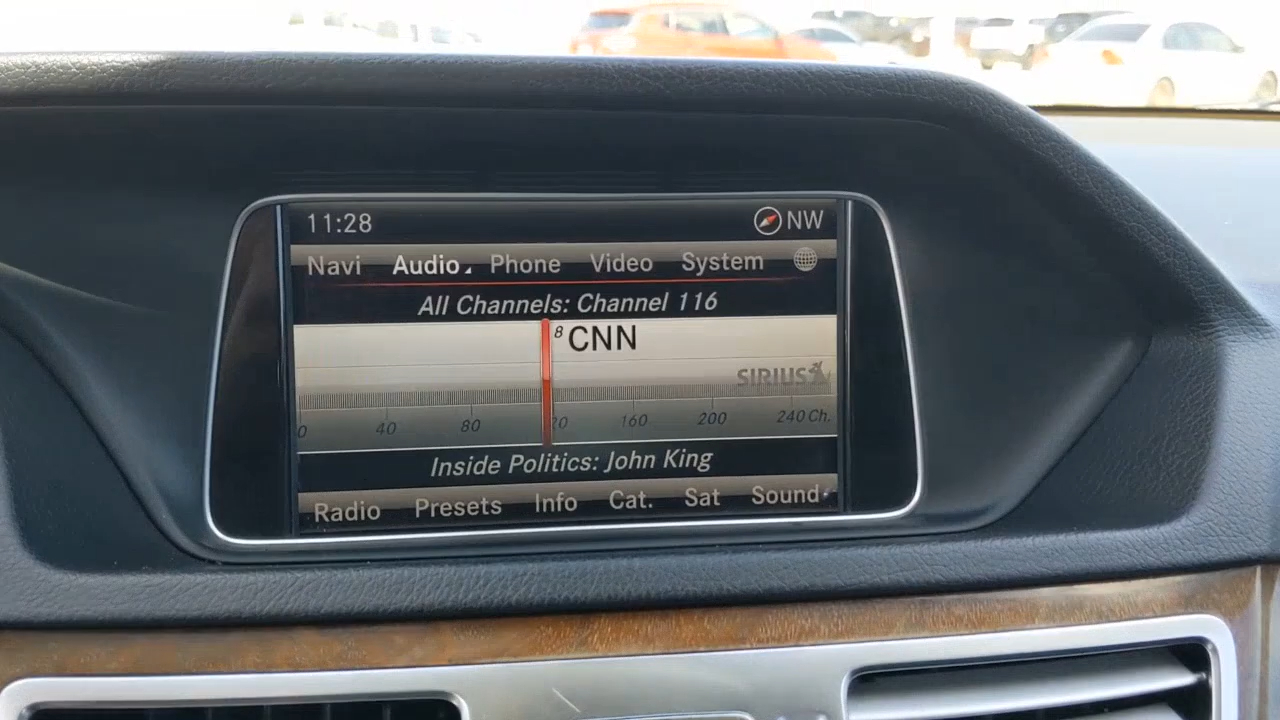 11:28 NW
Navi Audio Phone Video System
All Channels: Channel 116
8 CNN
SIRIUS
0 40 80 20 160 200 240 Ch.
Inside Politics: John King
Radio Presets Info Cat. Sat Sound